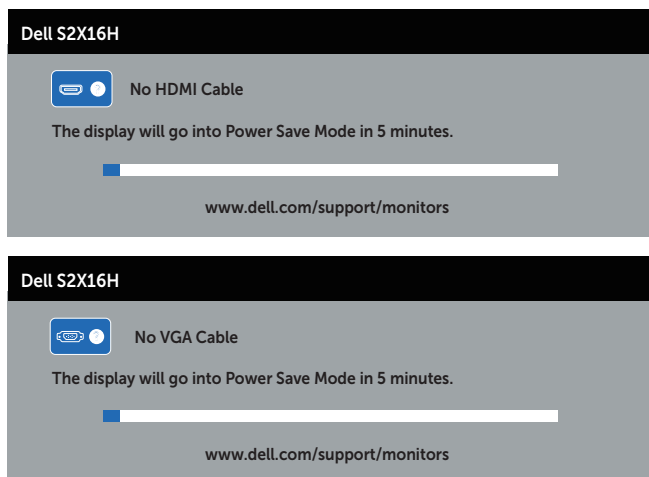 Dell S2X16H
No HDMI Cable
The display will go into Power Save Mode in 5 minutes.
www.dell.com/support/monitors
Dell S2X16H
No VGA Cable
The display will go into Power Save Mode in 5 minutes.
www.dell.com/support/monitors